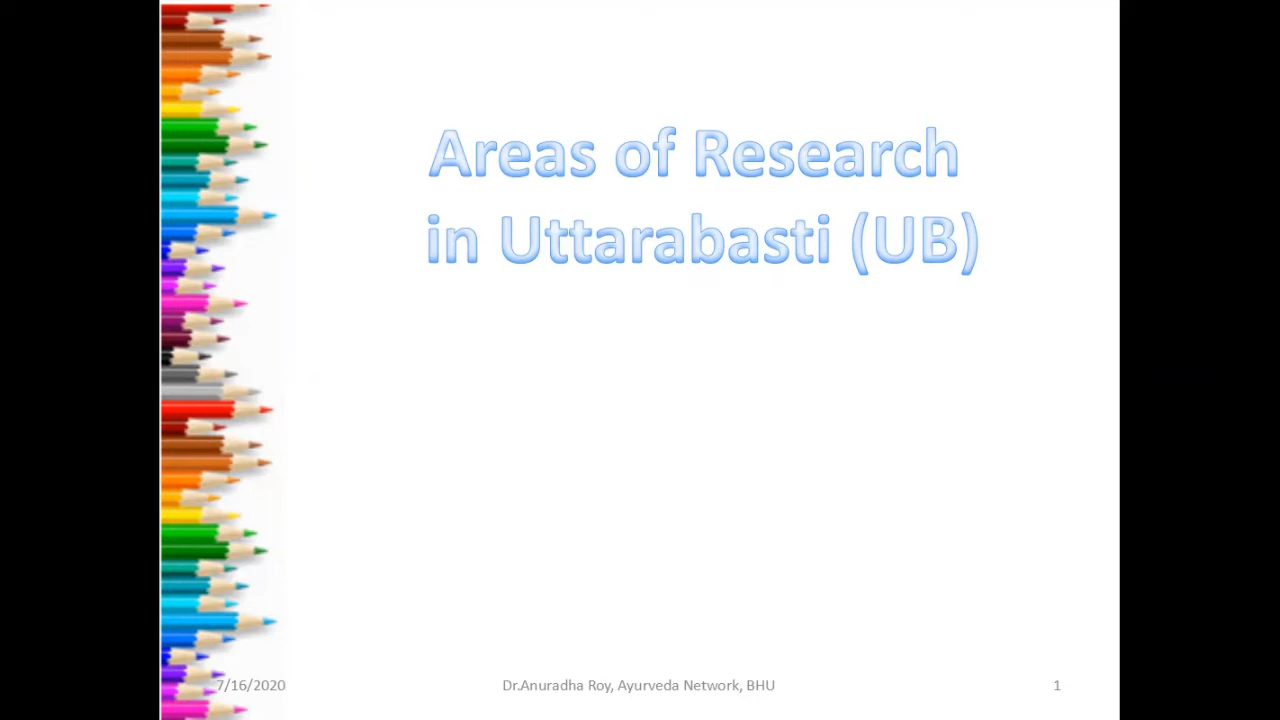 Areas of Research
in Uttarabasti (UB)
7/16/2020
Dr.Anuradha Roy, Ayurveda Network, BHU
1